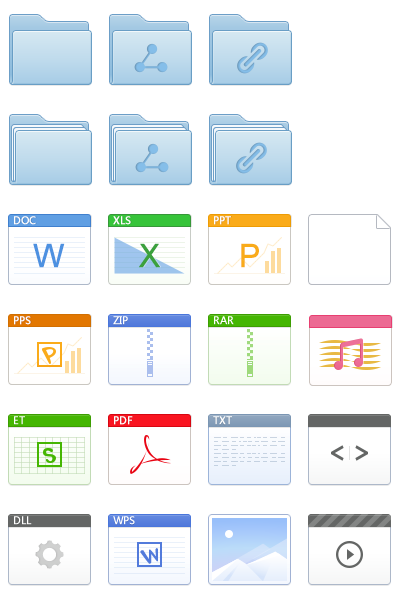 DOC XLS PPT
W X P
PPS ZIP RAR
P
ET PDF TXT
S < >
DLL WPS
W